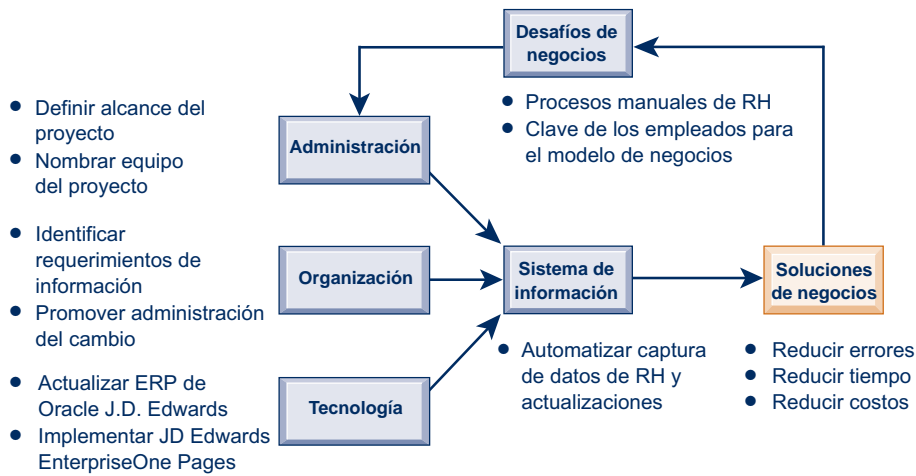 Desafíos de
negocios
• Procesos manuales de RH
• Clave de los empleados para
el modelo de negocios
• Definir alcance del
proyecto
• Nombrar equipo
del proyecto
Administración
• Identificar
requerimientos de
información
• Promover administración
del cambio
Organización
Sistema de
información
Soluciones
de negocios
• Automatizar captura
de datos de RH y
actualizaciones
• Reducir errores
• Reducir tiempo
• Reducir costos
• Actualizar ERP de
Oracle J.D. Edwards
• Implementar JD Edwards
EnterpriseOne Pages
Tecnología